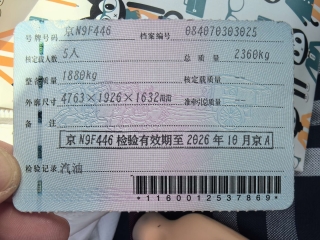 号牌号码 京N9F446 档案编号 084070303025
核定载人数 5人 总质量 2360kg
整备质量 1880kg 核定载质量 --
外廓尺寸 4763×1926×1632mm 准牵引总质量 --
备注
京N9F446检验有效期至2026年10月京A
检验记录 汽油
*1160012537869*